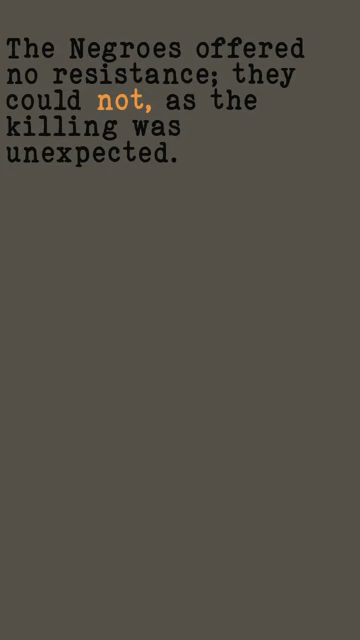 The Negroes offered
no resistance; they
could not, as the
killing was
unexpected.